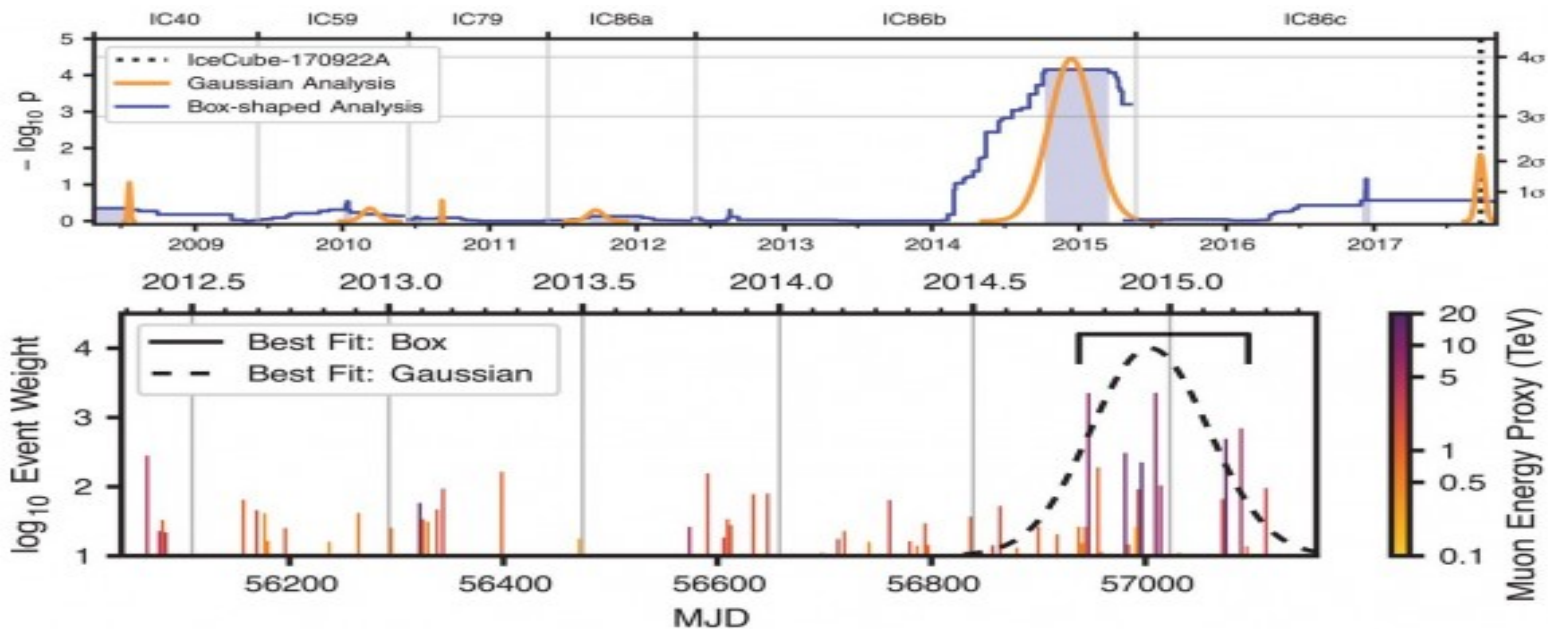 IC40 IC59 IC79 IC86a IC86b IC86c
5
4
3
2
1
0
− log₁₀ p
IceCube-170922A
Gaussian Analysis
Box-shaped Analysis
4σ
3σ
2σ
1σ
2009 2010 2011 2012 2013 2014 2015 2016 2017
2012.5 2013.0 2013.5 2014.0 2014.5 2015.0
4
3
2
1
log₁₀ Event Weight
Best Fit: Box
Best Fit: Gaussian
56200 56400 56600 56800 57000
MJD
20
10
5
1
0.5
0.1
Muon Energy Proxy (TeV)